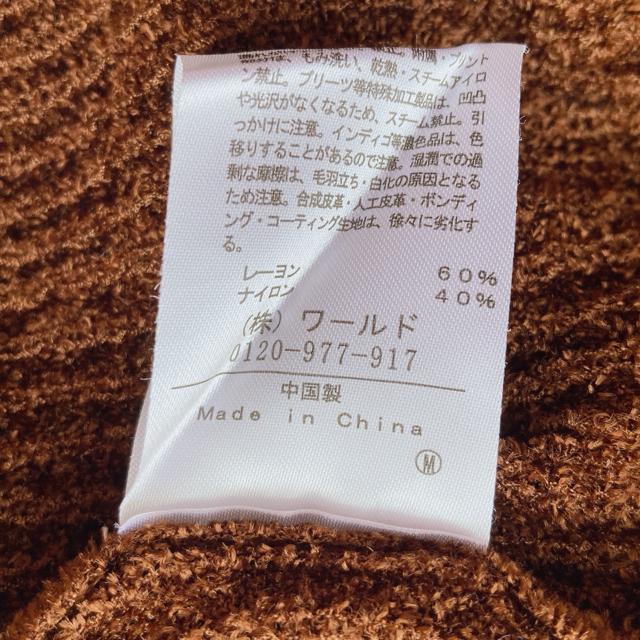 もみ洗い、乾熱・スチームアイロ
ン禁止。プリーツ等特殊加工商品は、凹凸
や光沢がなくなるため、スチーム禁止。引
っかけに注意。インディゴ等濃色品は、色
移りすることがあるので注意。湿潤での過
剰な摩擦は、毛羽立ち・白化の原因となる
ため注意。合成皮革・人工皮革・ボンディ
ング・コーティング生地は、徐々に劣化す
る。
レーヨン 60%
ナイロン 40%
(株) ワールド
0120-977-917
中国製
Made in China
M